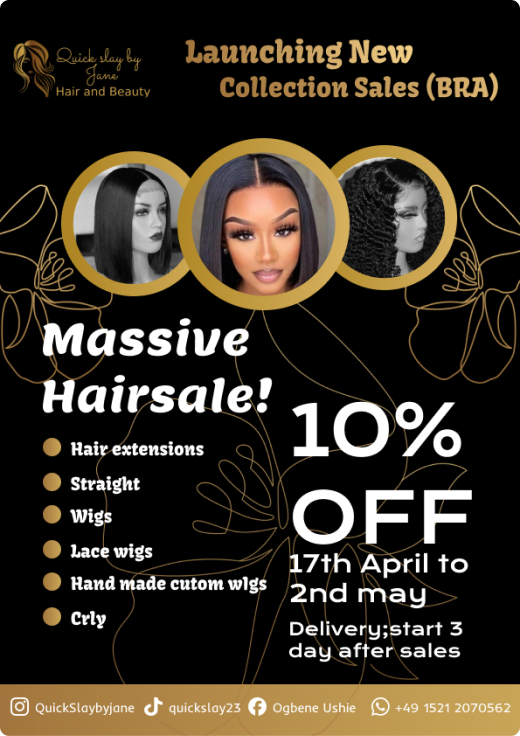 Quick slay by
Jane
Hair and Beauty
Launching New
Collection Sales (BRA)
Massive
Hairsale!
Hair extensions
Straight
Wigs
Lace wigs
Hand made cutom wlgs
Crly
10%
OFF
17th April to
2nd may
Delivery;start 3
day after sales
QuickSlaybyjane
quickslay23
Ogbene Ushie
+49 1521 2070562